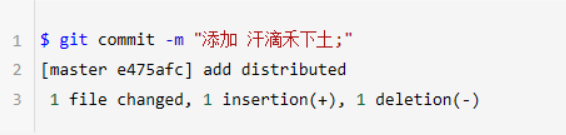 1 $ git commit -m "添加 汗滴禾下土;"
2 [master e475afc] add distributed
3 1 file changed, 1 insertion(+), 1 deletion(-)